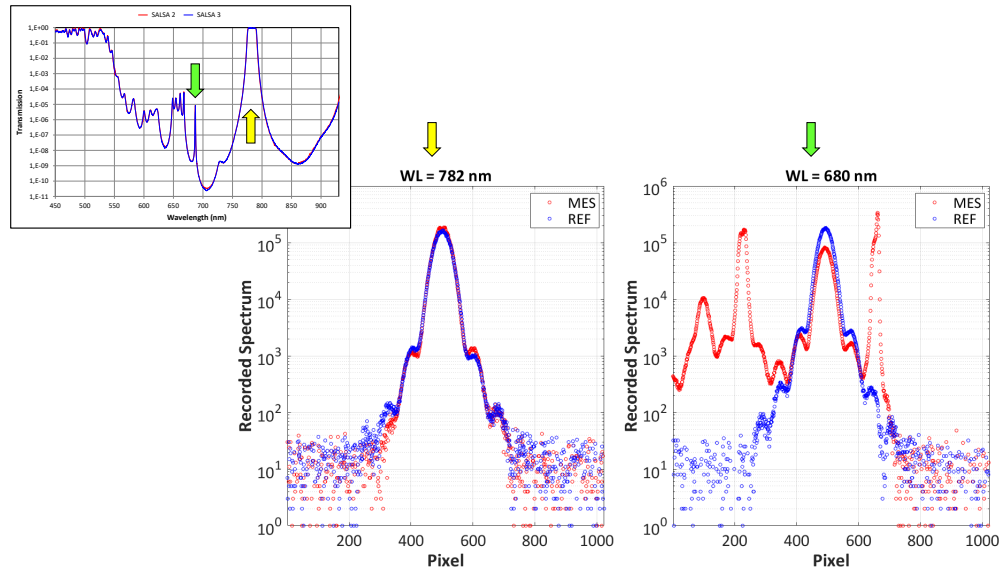 SALSA 2 SALSA 3
1,E+00
1,E-01
1,E-02
1,E-03
1,E-04
1,E-05
1,E-06
1,E-07
1,E-08
1,E-09
1,E-10
1,E-11
Transmission
450 500 550 600 650 700 750 800 850 900
Wavelength (nm)
WL = 782 nm
MES
REF
10^5
10^4
10^3
10^2
10^1
10^0
Recorded Spectrum
200 400 600 800 1000
Pixel
WL = 680 nm
MES
REF
10^6
10^5
10^4
10^3
10^2
10^1
10^0
Recorded Spectrum
200 400 600 800 1000
Pixel